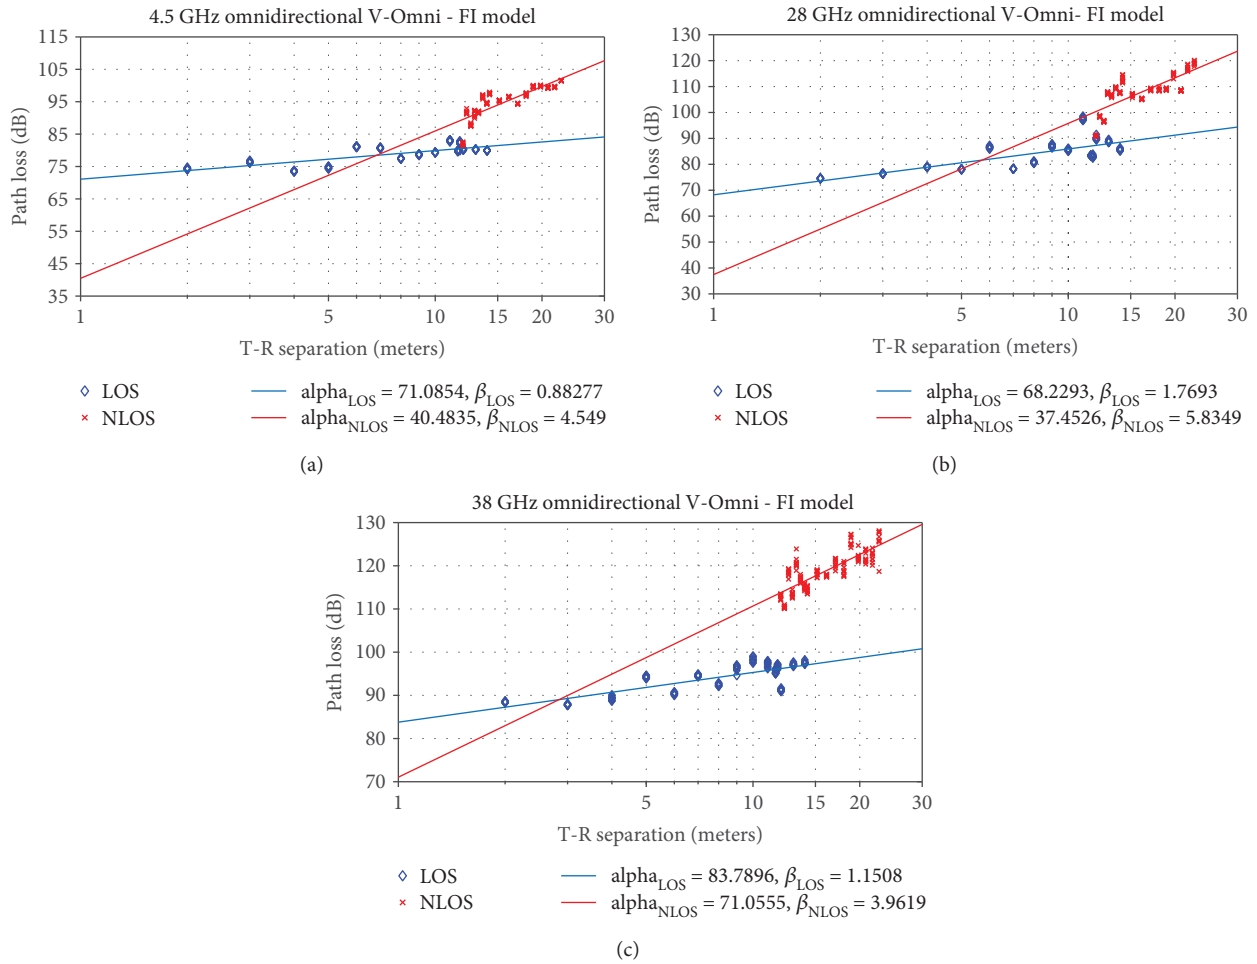 4.5 GHz omnidirectional V-Omni - FI model
115
105
95
85
75
65
55
45
35
Path loss (dB)
1 5 10 15 20 30
T-R separation (meters)
LOS alpha_LOS = 71.0854, β_LOS = 0.88277
NLOS alpha_NLOS = 40.4835, β_NLOS = 4.549
(a)
28 GHz omnidirectional V-Omni- FI model
130
120
110
100
90
80
70
60
50
40
30
Path loss (dB)
1 5 10 15 20 30
T-R separation (meters)
LOS alpha_LOS = 68.2293, β_LOS = 1.7693
NLOS alpha_NLOS = 37.4526, β_NLOS = 5.8349
(b)
38 GHz omnidirectional V-Omni - FI model
130
120
110
100
90
80
70
Path loss (dB)
1 5 10 15 20 30
T-R separation (meters)
LOS alpha_LOS = 83.7896, β_LOS = 1.1508
NLOS alpha_NLOS = 71.0555, β_NLOS = 3.9619
(c)